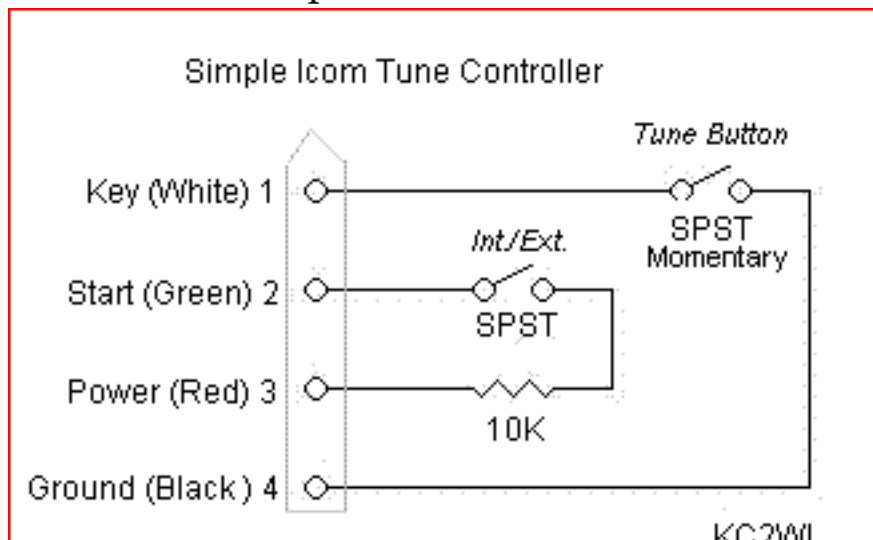 Simple Icom Tune Controller
Tune Button
Key (White) 1
SPST
Momentary
Int./Ext.
Start (Green) 2
SPST
Power (Red) 3
10K
Ground (Black ) 4